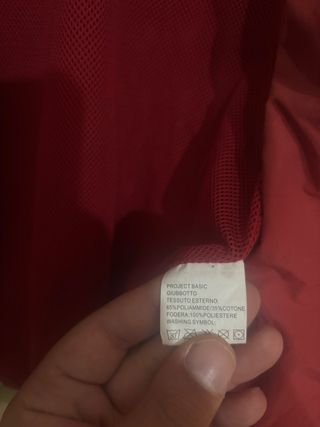 PROJECT BASIC
GIUBBOTTO
TESSUTO ESTERNO:
65%POLIAMMIDE/35%COTONE
FODERA:100%POLIESTERE
WASHING SYMBOL: